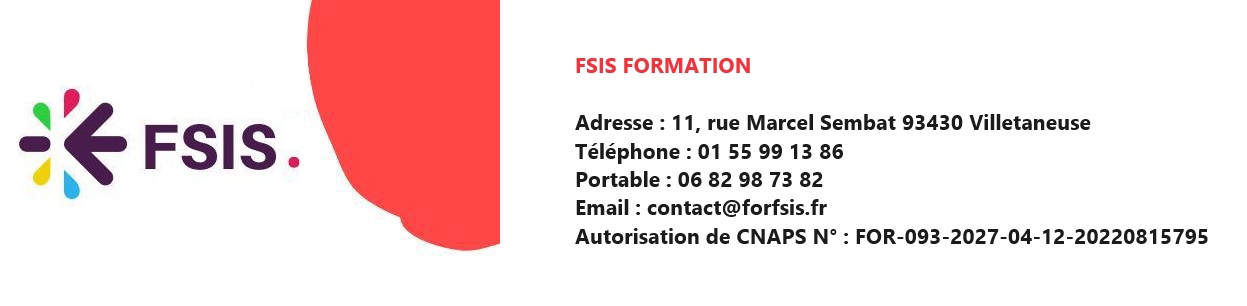 FSIS.
FSIS FORMATION
Adresse : 11, rue Marcel Sembat 93430 Villetaneuse
Téléphone : 01 55 99 13 86
Portable : 06 82 98 73 82
Email : contact@forfsis.fr
Autorisation de CNAPS N° : FOR-093-2027-04-12-20220815795